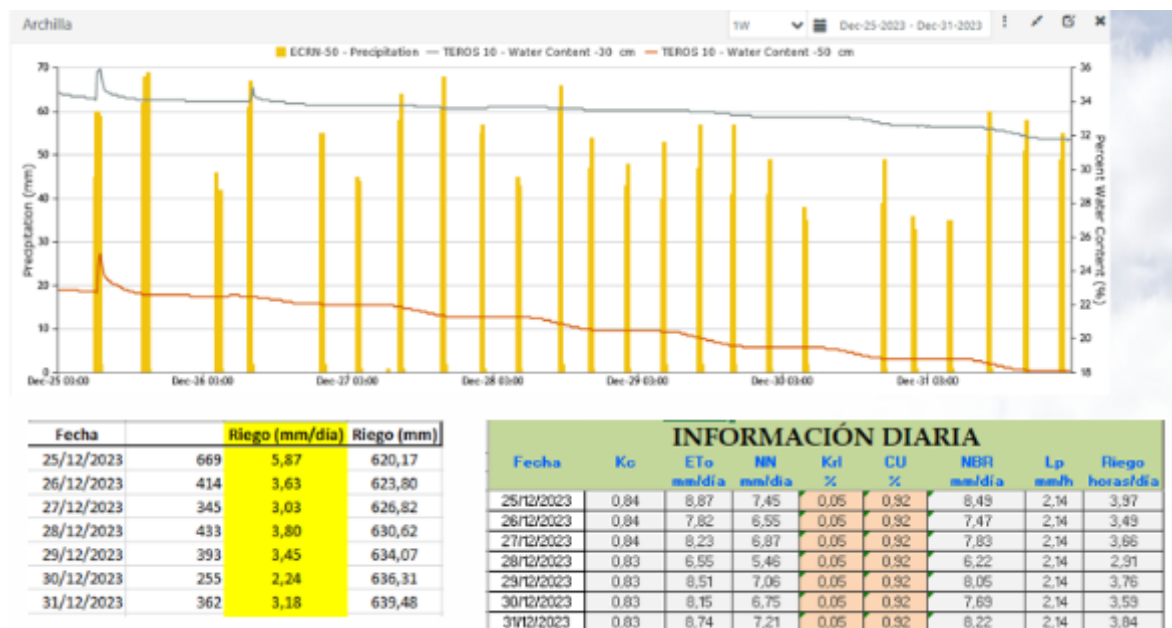 Archilla
1W Dec-25-2023 - Dec-31-2023
ECRN-50 - Precipitation TEROS 10 - Water Content -30 cm TEROS 10 - Water Content -50 cm
70 36
60 34
50 32
40 30
30 28
20 26
10 24
0 22
20
18
Precipitation (mm)
Percent Water Content (%)
Dec-25 03:00 Dec-26 03:00 Dec-27 03:00 Dec-28 03:00 Dec-29 03:00 Dec-30 03:00 Dec-31 03:00
Fecha Riego (mm/día) Riego (mm)
25/12/2023 669 5,87 620,17
26/12/2023 414 3,63 623,80
27/12/2023 345 3,03 626,82
28/12/2023 433 3,80 630,62
29/12/2023 393 3,45 634,07
30/12/2023 255 2,24 636,31
31/12/2023 362 3,18 639,48
INFORMACIÓN DIARIA
Fecha Kc ETo NN Krl CU NBR Lp Riego
mm/día mm/día % % mm/día mm/h horas/día
25/12/2023 0,84 8,87 7,45 0,05 0,92 8,49 2,14 3,97
26/12/2023 0,84 7,82 6,55 0,05 0,92 7,47 2,14 3,49
27/12/2023 0,84 8,23 6,87 0,05 0,92 7,83 2,14 3,66
28/12/2023 0,83 6,55 5,46 0,05 0,92 6,22 2,14 2,91
29/12/2023 0,83 8,51 7,06 0,05 0,92 8,05 2,14 3,76
30/12/2023 0,83 8,15 6,75 0,05 0,92 7,69 2,14 3,59
31/12/2023 0,83 8,74 7,21 0,05 0,92 8,22 2,14 3,84